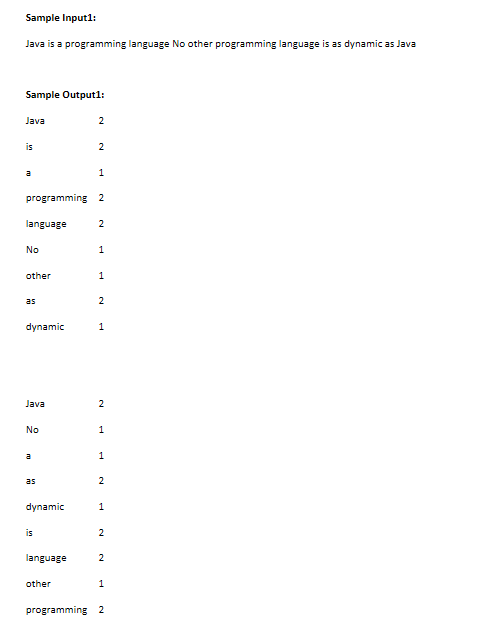 Sample Input1:
Java is a programming language No other programming language is as dynamic as Java
Sample Output1:
Java 2
is 2
a 1
programming 2
language 2
No 1
other 1
as 2
dynamic 1
Java 2
No 1
a 1
as 2
dynamic 1
is 2
language 2
other 1
programming 2